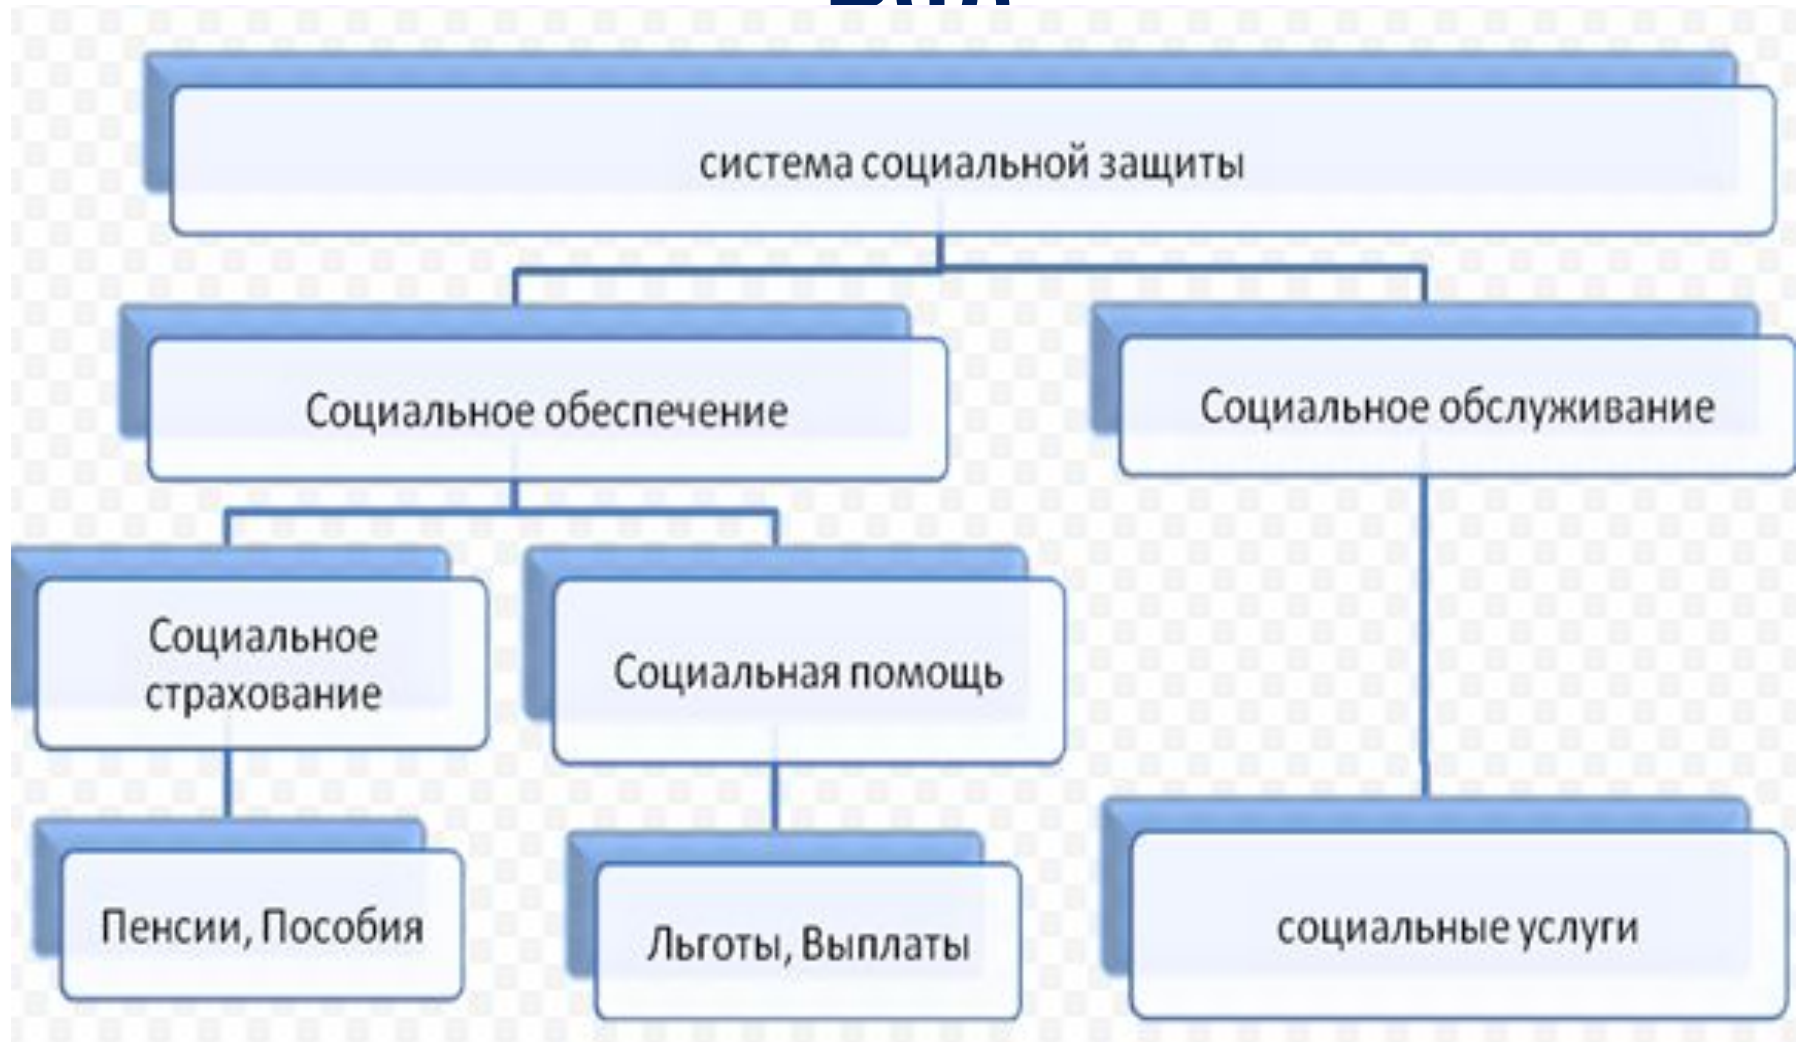 система социальной защиты
Социальное обеспечение
Социальное обслуживание
Социальное
страхование
Социальная помощь
Пенсии, Пособия
Льготы, Выплаты
социальные услуги